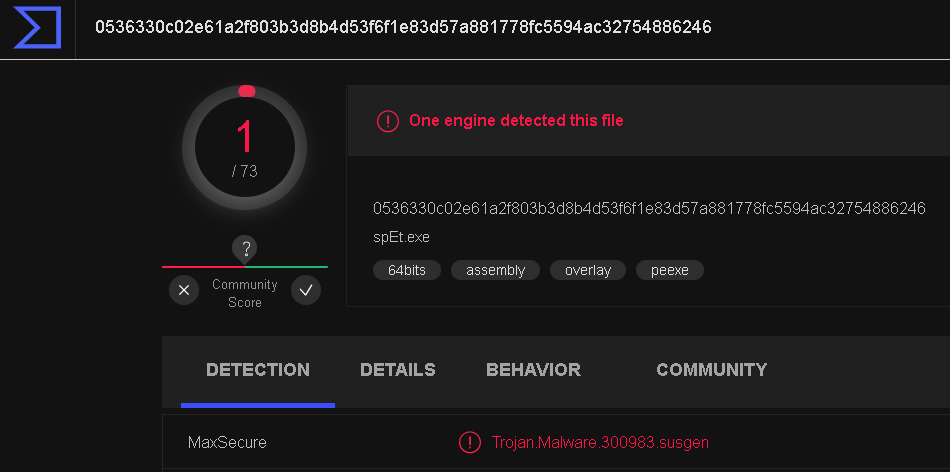 0536330c02e61a2f803b3d8b4d53f6f1e83d57a881778fc5594ac32754886246
1
/ 73
One engine detected this file
0536330c02e61a2f803b3d8b4d53f6f1e83d57a881778fc5594ac32754886246
spEt.exe
64bits assembly overlay peexe
?
Community
Score
DETECTION DETAILS BEHAVIOR COMMUNITY
MaxSecure Trojan.Malware.300983.susgen